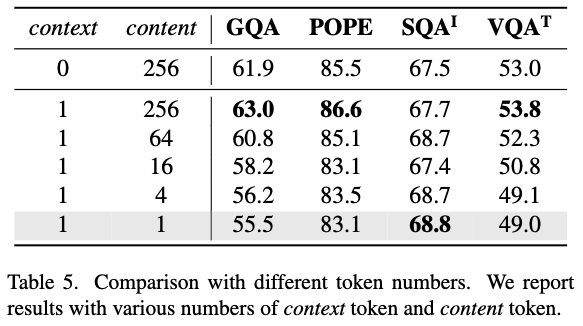 context content GQA POPE SQA^I VQA^T
0 256 61.9 85.5 67.5 53.0
1 256 63.0 86.6 67.7 53.8
1 64 60.8 85.1 68.7 52.3
1 16 58.2 83.1 67.4 50.8
1 4 56.2 83.5 68.7 49.1
1 1 55.5 83.1 68.8 49.0
Table 5. Comparison with different token numbers. We report
results with various numbers of context token and content token.